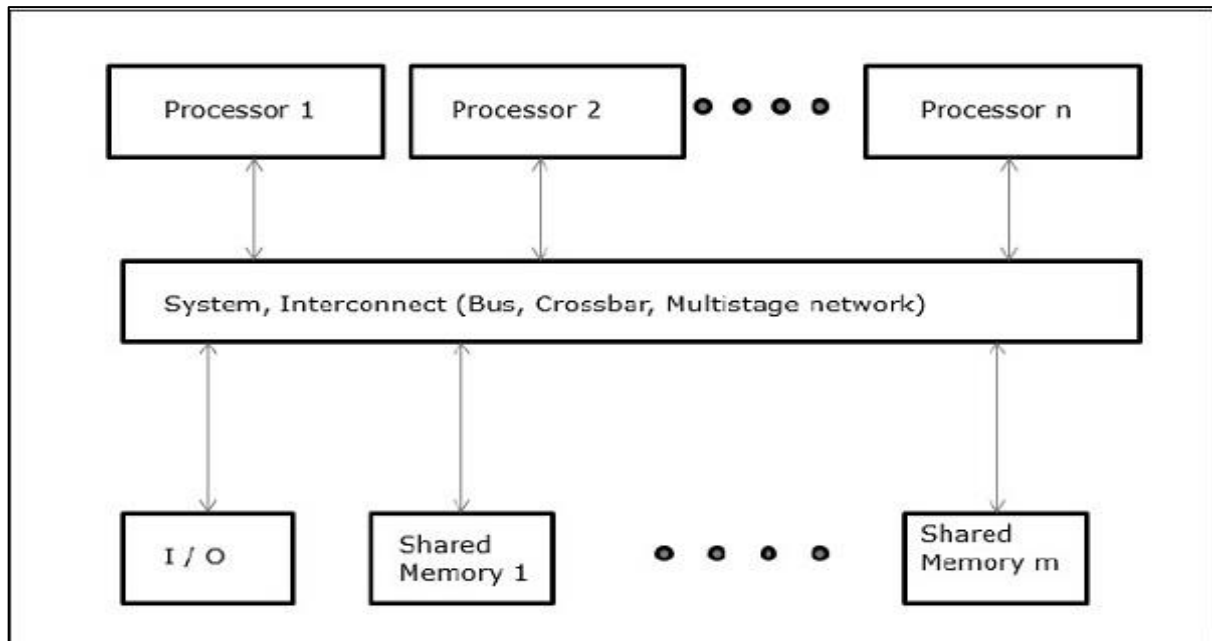 Processor 1
Processor 2
Processor n
System, Interconnect (Bus, Crossbar, Multistage network)
I / O
Shared
Memory 1
Shared
Memory m